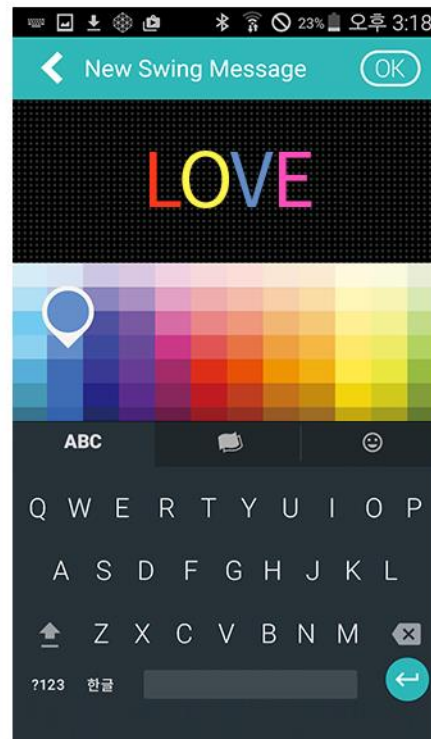 23% 오후 3:18
New Swing Message OK
LOVE
ABC
Q W E R T Y U I O P
A S D F G H J K L
Z X C V B N M
?123 한글